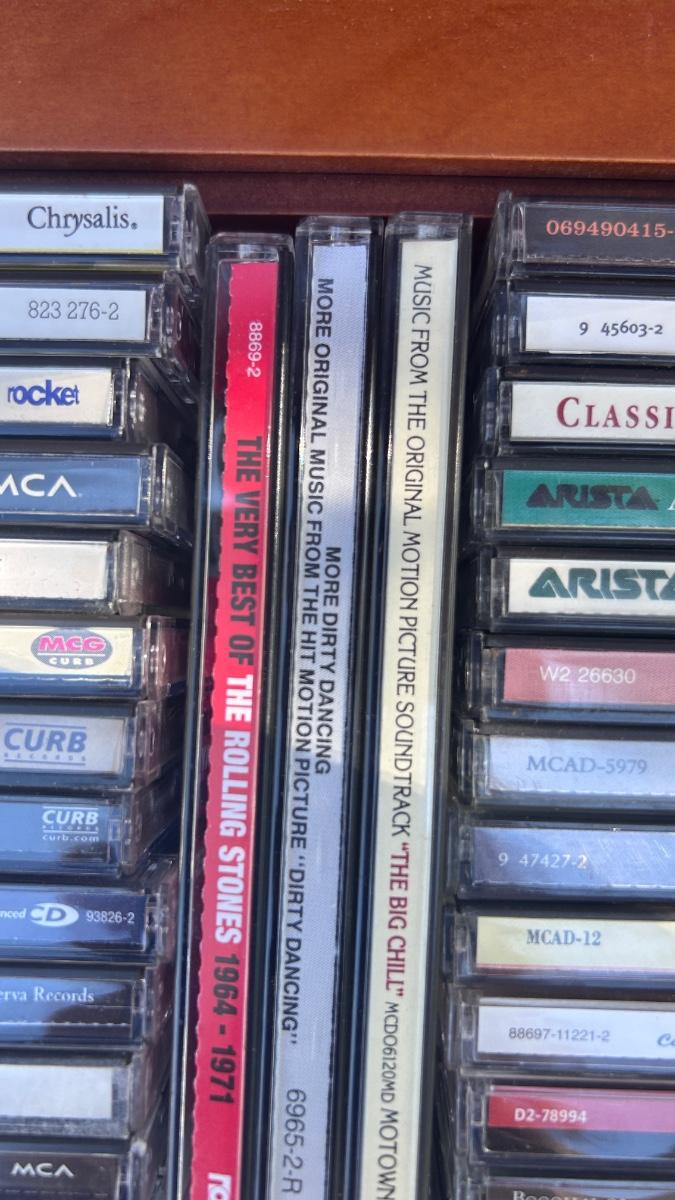 Chrysalis®
823 276-2
rocket
MCA
MCG
CURB
CURB
RECORDS
CURB
RECORDS
curb.com
CD 93826-2
Records
MCA
8869-2 THE VERY BEST OF THE ROLLING STONES 1964 - 1971
MORE DIRTY DANCING
MORE ORIGINAL MUSIC FROM THE HIT MOTION PICTURE "DIRTY DANCING" 6965-2-R
MUSIC FROM THE ORIGINAL MOTION PICTURE SOUNDTRACK "THE BIG CHILL" MCDO6120MD MOTOWN
069490415-
9 45603-2
CLASSI
ARISTA A
ARISTA
W2 26630
MCAD-5979
9 47427-2
MCAD-12
88697-11221-2
D2-78994